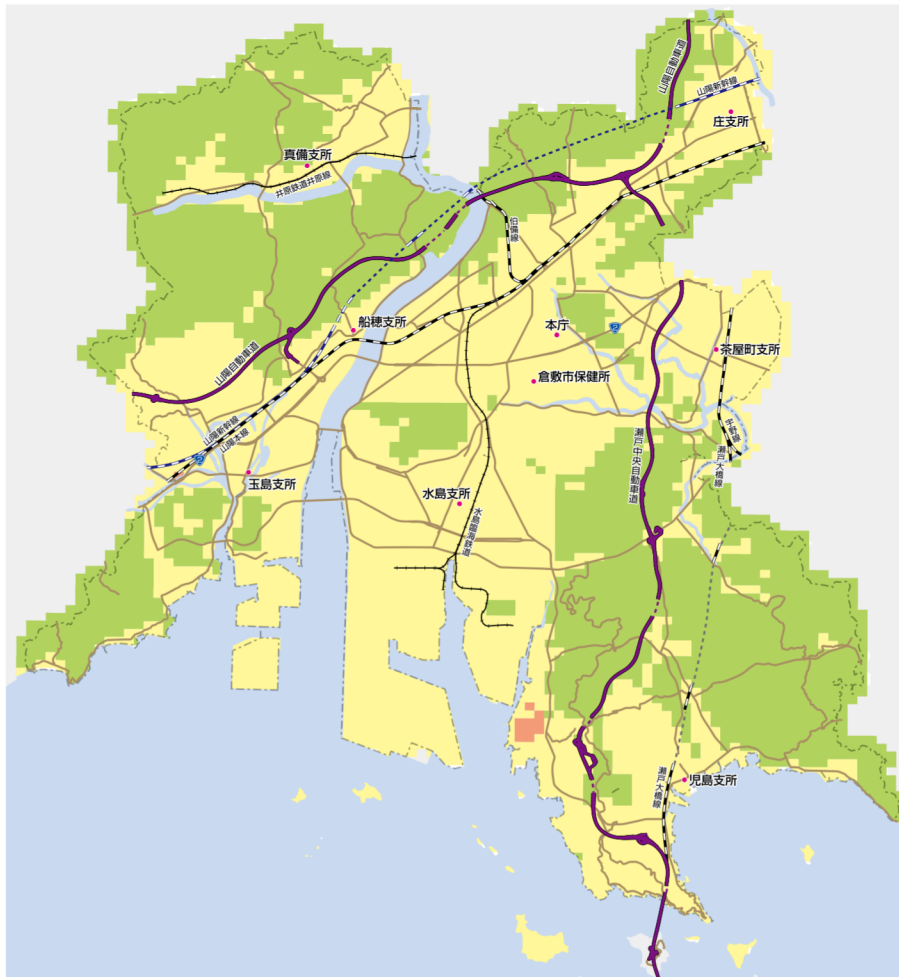 山陽自動車道
山陽新幹線
庄支所
真備支所
井原鉄道井原線
伯備線
船穂支所
本庁
2
茶屋町支所
山陽自動車道
倉敷市保健所
山陽新幹線
山陽本線
2
宇野線
瀬戸大橋線
瀬戸中央自動車道
玉島支所
水島支所
水島臨海鉄道
児島支所
瀬戸大橋線